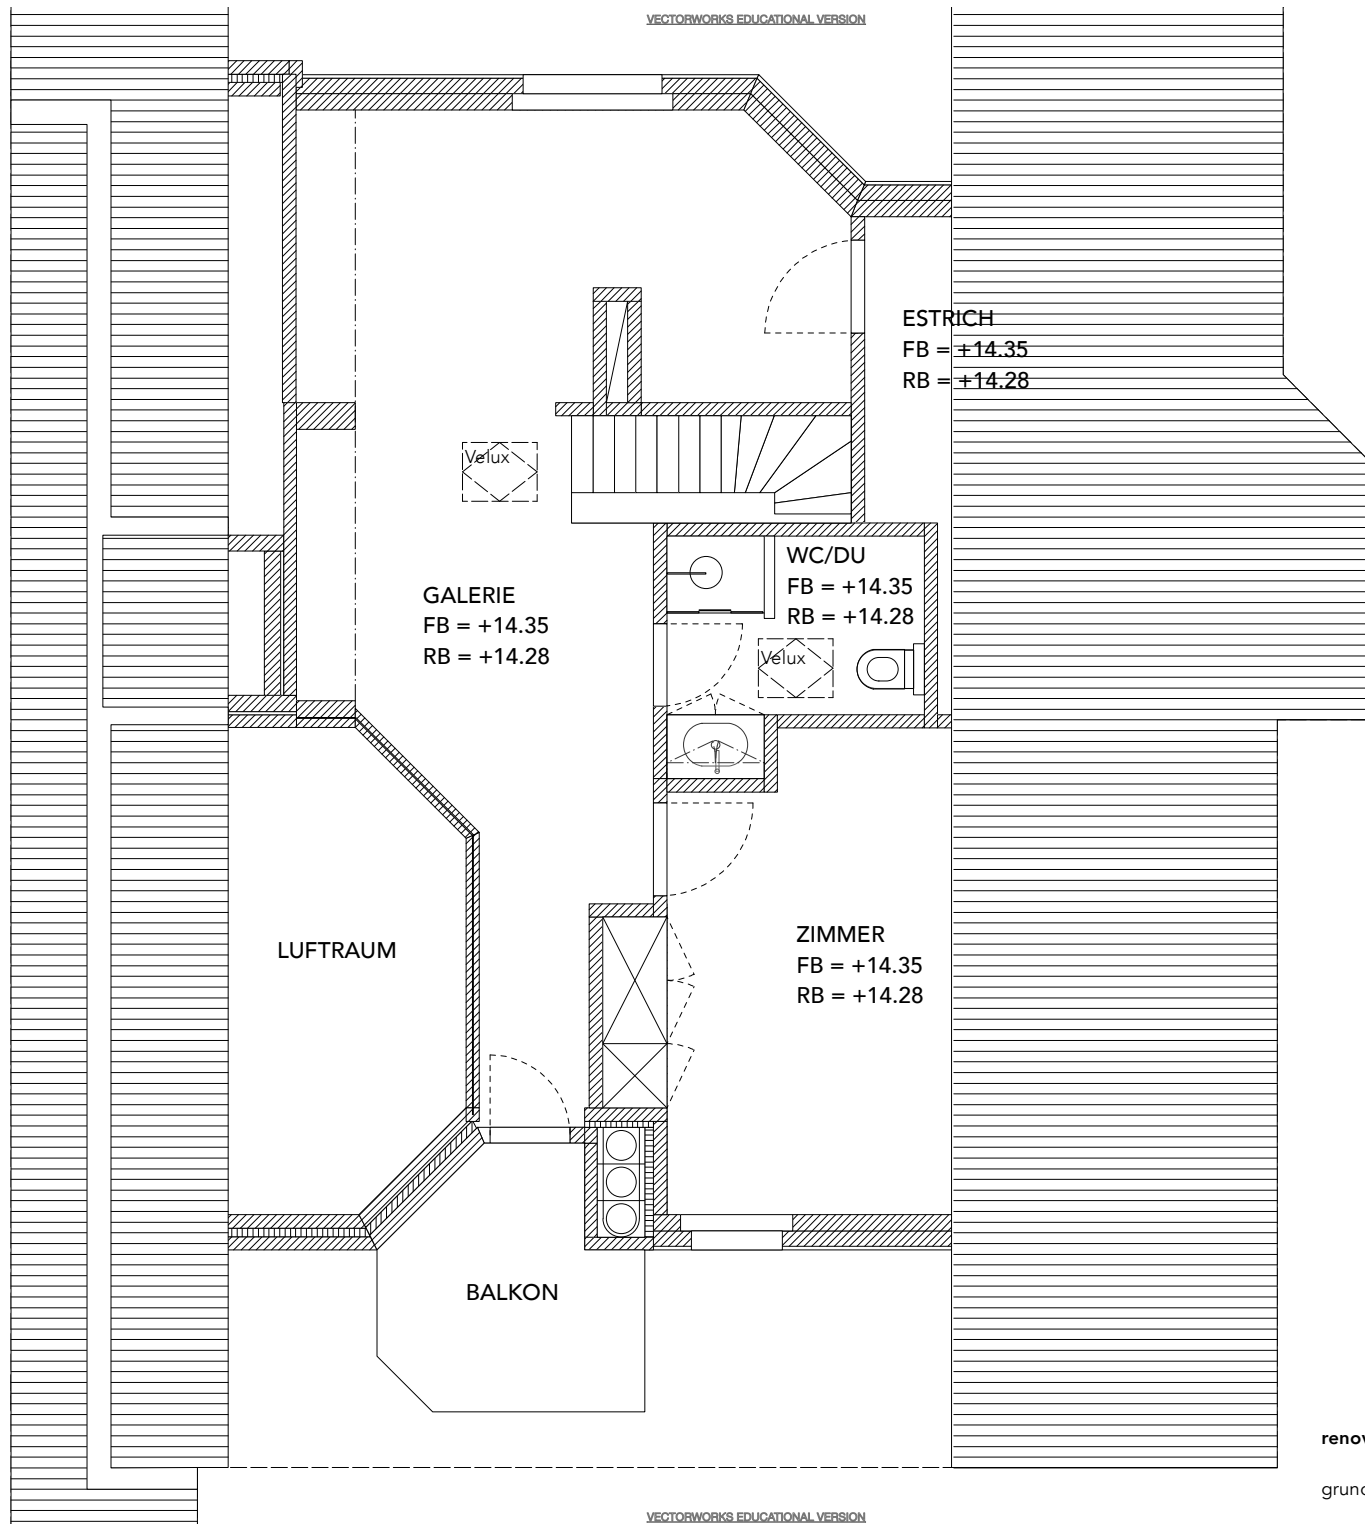 VECTORWORKS EDUCATIONAL VERSION
ESTRICH
FB = +14.35
RB = +14.28
Velux
WC/DU
FB = +14.35
RB = +14.28
GALERIE
FB = +14.35
RB = +14.28
Velux
ZIMMER
FB = +14.35
RB = +14.28
LUFTRAUM
BALKON
renov
grund
VECTORWORKS EDUCATIONAL VERSION